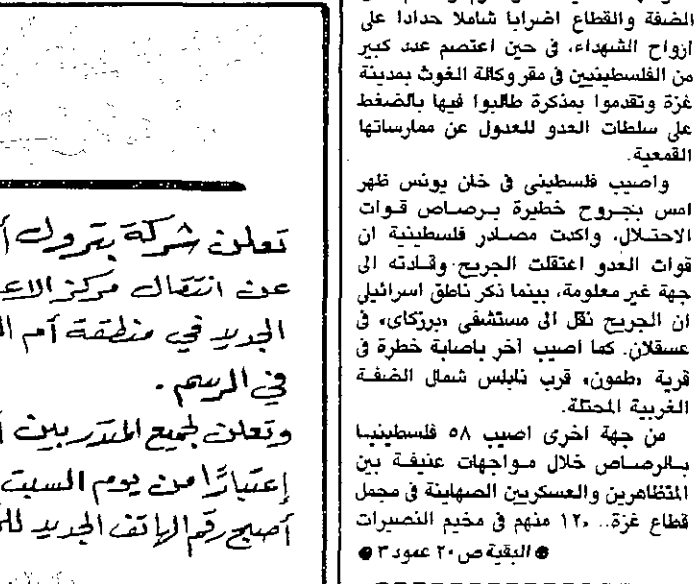 الضفة والقطاع اضرابا شاملا حدادا على
ارواح الشهداء، في حين اعتصم عدد كبير
من الفلسطينيين في مقر وكالة الغوث بمدينة
غزة وتقدموا بمذكرة طالبوا فيها بالضغط
على سلطات العدو للعدول عن ممارساتها
القمعية.
واصيب فلسطيني في خان يونس ظهر
امس بجروح خطيرة برصاص قوات
الاحتلال، واكدت مصادر فلسطينية ان
قوات العدو اعتقلت الجريح وقادته الى
جهة غير معلومة، بينما ذكر ناطق اسرائيلي
ان الجريح نقل الى مستشفى «برزكاى» في
عسقلان. كما اصيب آخر باصابة خطرة في
قرية «طمون» قرب نابلس شمال الضفة
الغربية المحتلة.
من جهة اخرى اصيب ٥٨ فلسطينيا
بالرصاص خلال مواجهات عنيفة بين
المتظاهرين والعسكريين الصهاينة في مجمل
قطاع غزة.. ١٢٠ منهم في مخيم النصيرات
البقية ص ٢٠ عمود ٣
تعلن شركة بترول
عن انتقال مركز
الجديد في منطقة أم
في الرسم.
وتعلن لجميع المتدربين
إعتبارًا من يوم السبت
أصبح رقم الهاتف الجديد